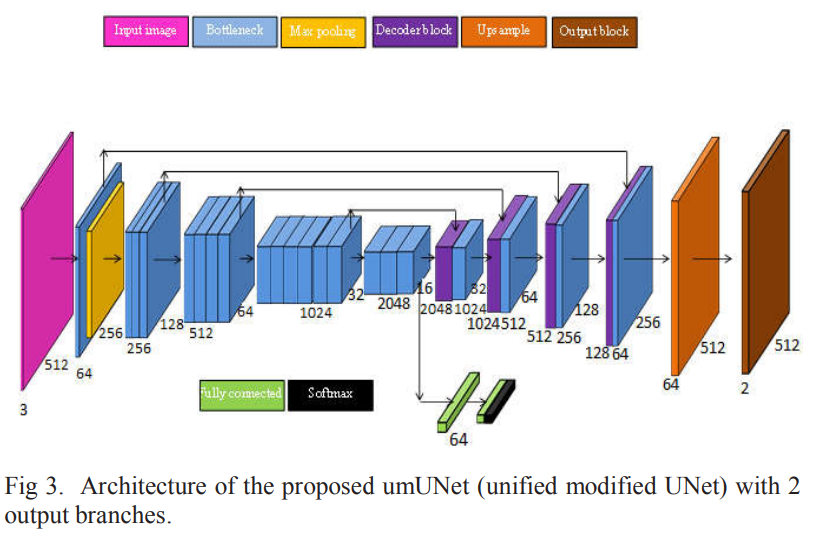 Input image
Bottleneck
Max pooling
Decoder block
Upsample
Output block
3
512
64
256
256
128
512
64
1024
32
2048
16
2048
1024
32
1024
512
64
512
256
128
128
64
256
64
512
2
512
Fully connected
Softmax
64
Fig 3. Architecture of the proposed umUNet (unified modified UNet) with 2
output branches.